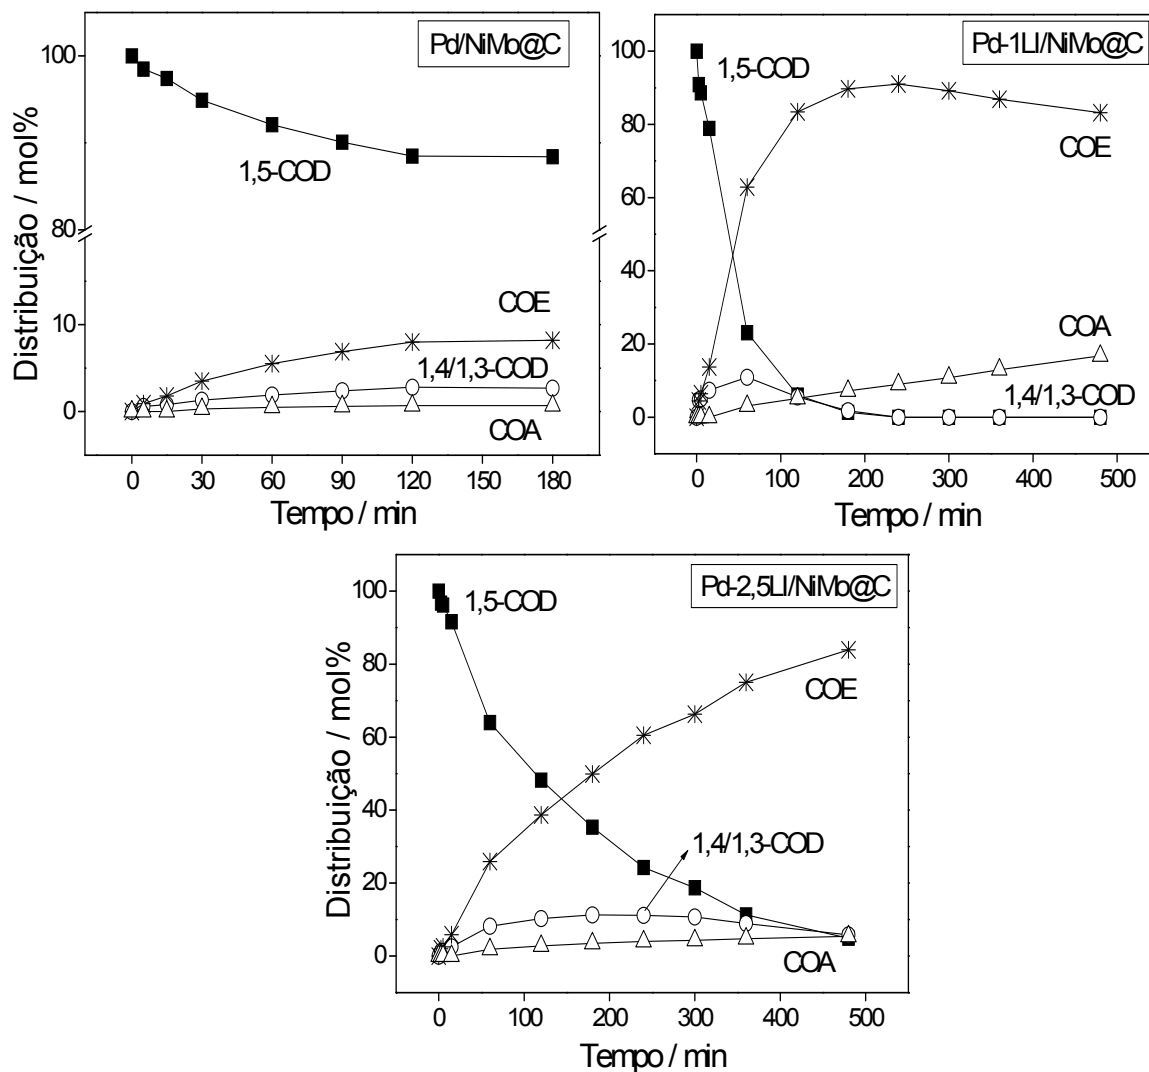 Pd/NiMo@C
100
80
10
0
Distribuição / mol%
1,5-COD
COE
1,4/1,3-COD
COA
0 30 60 90 120 150 180
Tempo / min
Pd-1LI/NiMo@C
100
80
60
40
20
0
1,5-COD
COE
COA
1,4/1,3-COD
0 100 200 300 400 500
Tempo / min
Pd-2,5LI/NiMo@C
100
80
60
40
20
0
Distribuição / mol%
1,5-COD
COE
1,4/1,3-COD
COA
0 100 200 300 400 500
Tempo / min